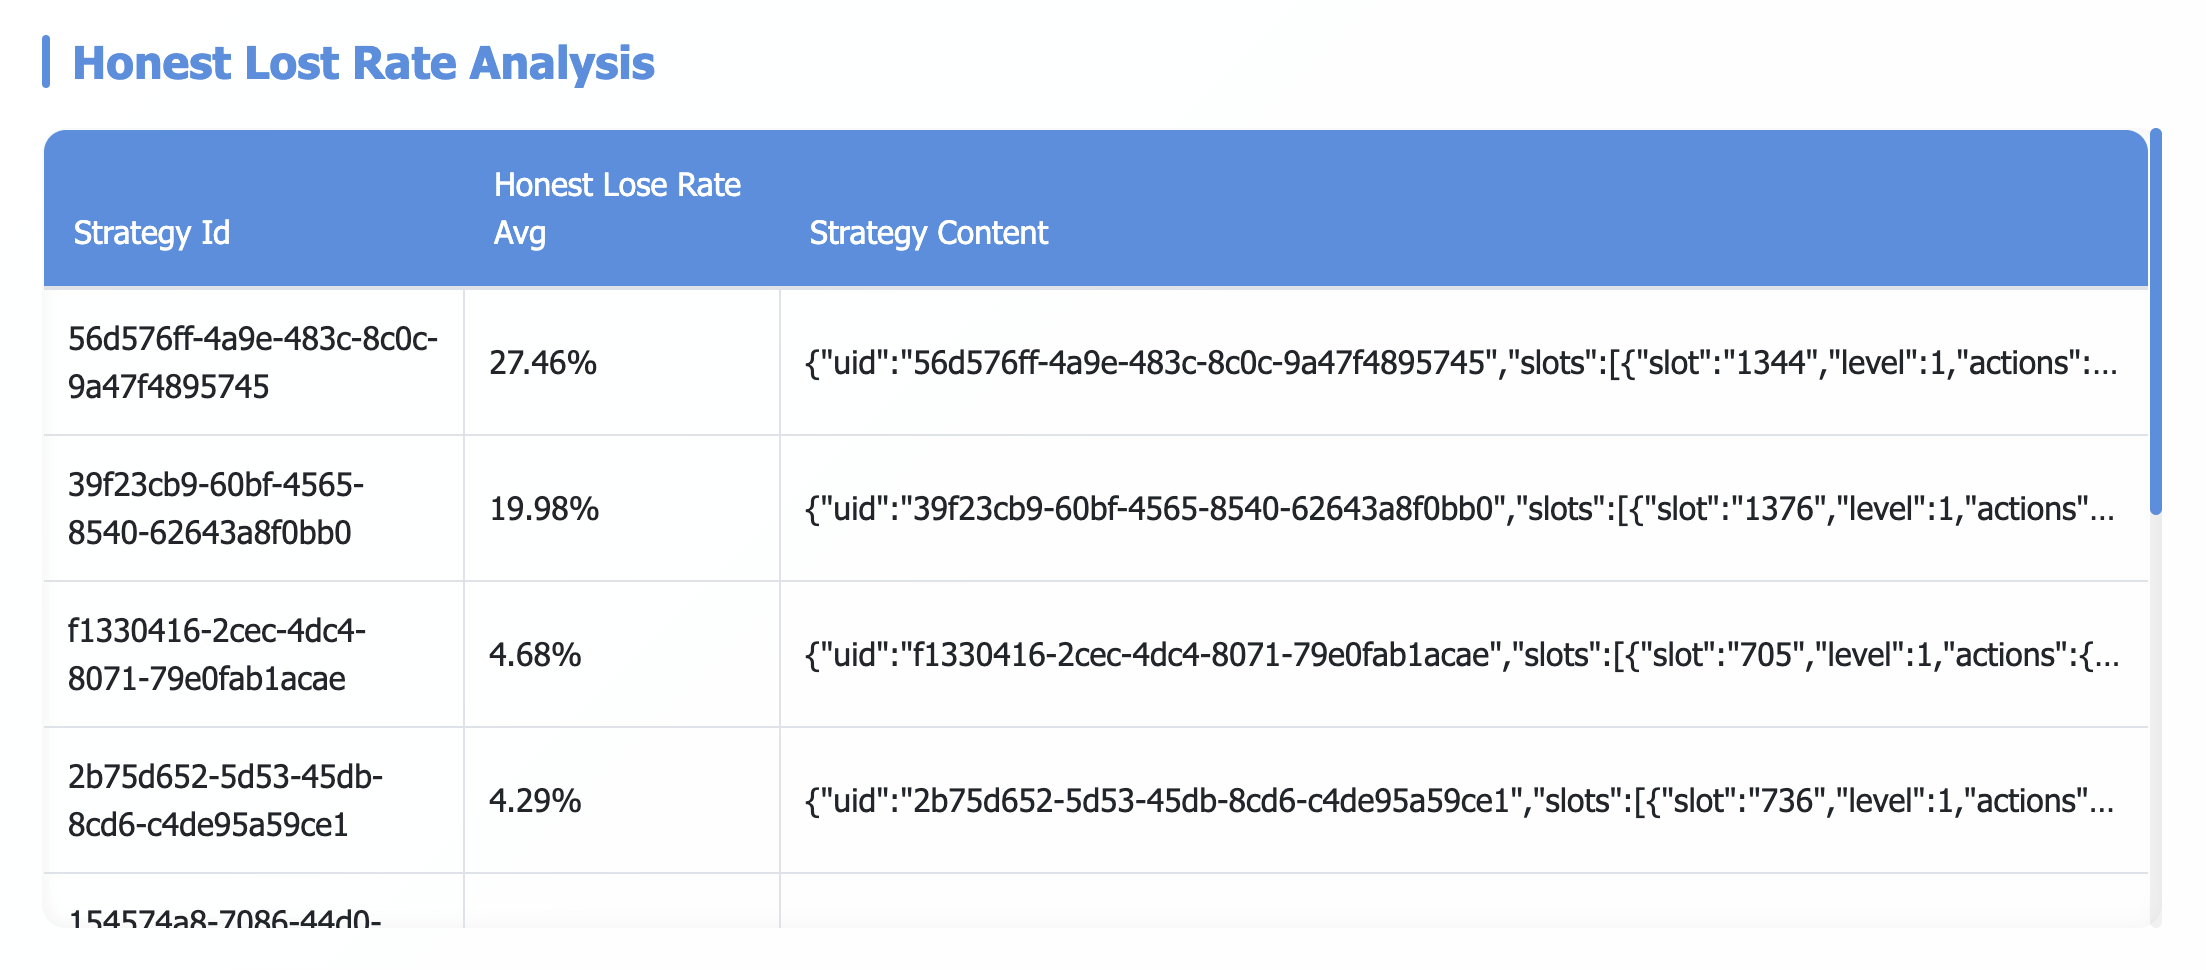 Honest Lost Rate Analysis
Strategy Id
Honest Lose Rate
Avg
Strategy Content
56d576ff-4a9e-483c-8c0c-
9a47f4895745
27.46%
{"uid":"56d576ff-4a9e-483c-8c0c-9a47f4895745","slots":[{"slot":"1344","level":1,"actions":...
39f23cb9-60bf-4565-
8540-62643a8f0bb0
19.98%
{"uid":"39f23cb9-60bf-4565-8540-62643a8f0bb0","slots":[{"slot":"1376","level":1,"actions"...
f1330416-2cec-4dc4-
8071-79e0fab1acae
4.68%
{"uid":"f1330416-2cec-4dc4-8071-79e0fab1acae","slots":[{"slot":"705","level":1,"actions":{...
2b75d652-5d53-45db-
8cd6-c4de95a59ce1
4.29%
{"uid":"2b75d652-5d53-45db-8cd6-c4de95a59ce1","slots":[{"slot":"736","level":1,"actions"...
154574a8-7086-44d0-